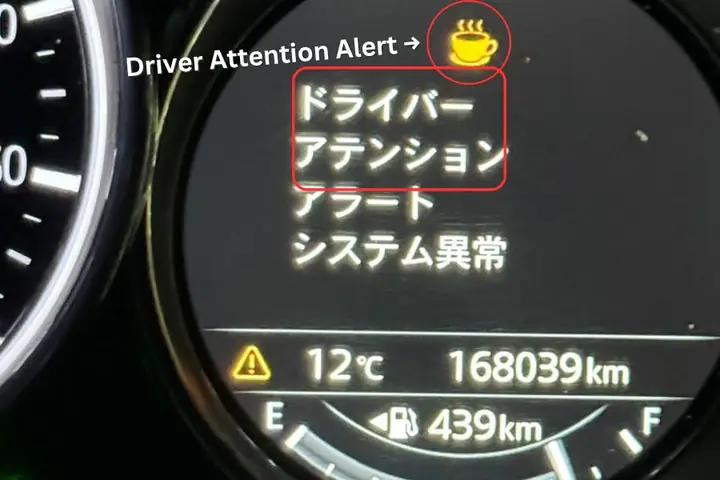 Driver Attention Alert →
ドライバー
アテンション
アラート
システム異常
12℃ 168039km
E 439km F